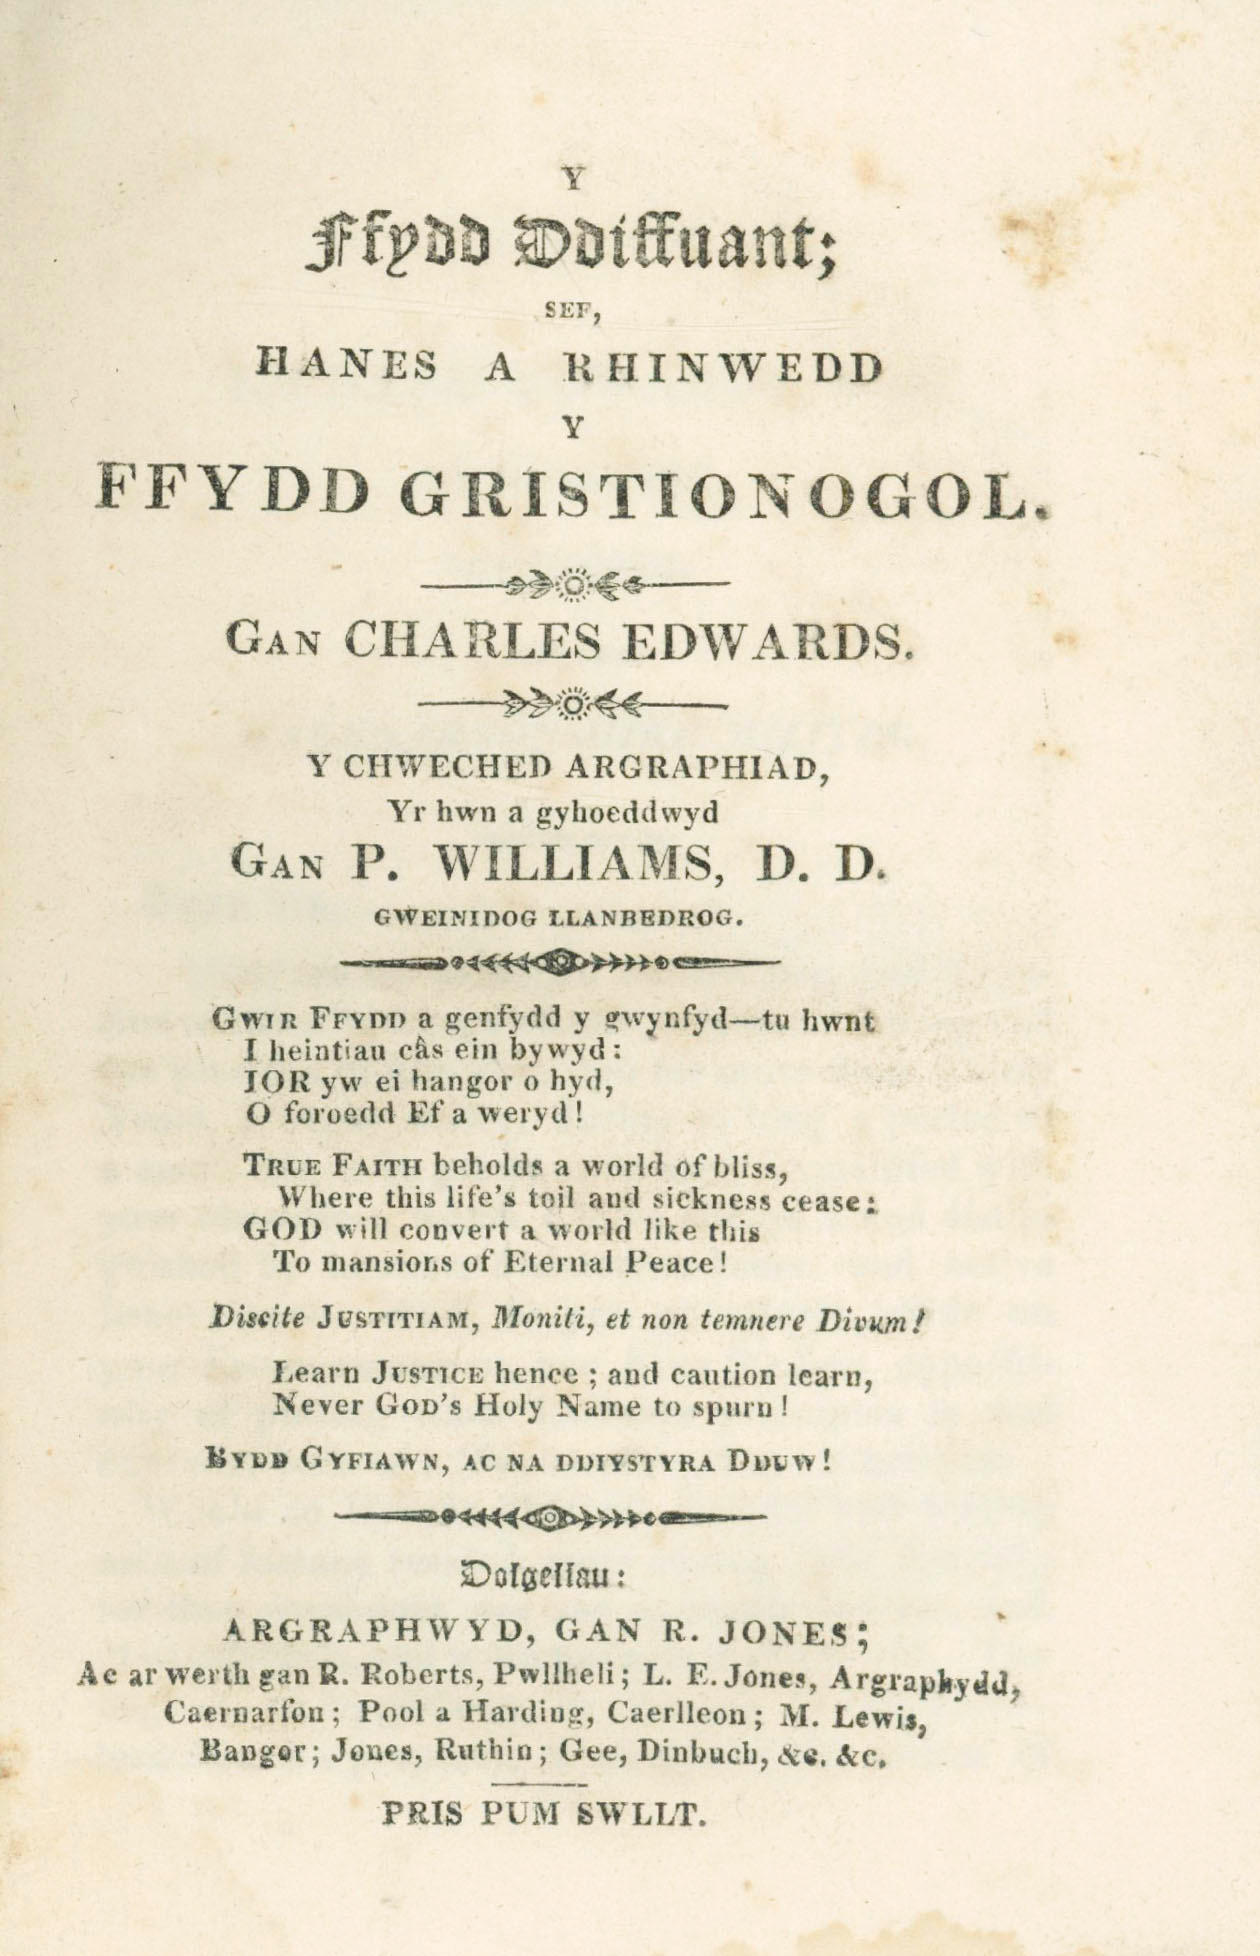 Y
Ffydd Ddiffuant;
SEF,
HANES A RHINWEDD
Y
FFYDD GRISTIONOGOL.
GAN CHARLES EDWARDS.
Y CHWECHED ARGRAPHIAD,
Yr hwn a gyhoeddwyd
GAN P. WILLIAMS, D. D.
GWEINIDOG LLANBEDROG.
GWIR FFYDD a genfydd y gwynfyd—tu hwnt
I heintiau câs ein bywyd:
IOR yw ei hangor o hyd,
O foroedd Ef a weryd!
TRUE FAITH beholds a world of bliss,
Where this life's toil and sickness cease:
GOD will convert a world like this
To mansions of Eternal Peace!
Discite JUSTITIAM, Moniti, et non temnere Divum!
Learn JUSTICE hence; and caution learn,
Never GOD'S Holy Name to spurn!
BYDD GYFIAWN, AC NA DDIYSTYRA DDUW!
Dolgellau:
ARGRAPHWYD, GAN R. JONES;
Ac ar werth gan R. Roberts, Pwllheli; L. E. Jones, Argraphydd,
Caernarfon; Pool a Harding, Caerlleon; M. Lewis,
Bangor; Jones, Ruthin; Gee, Dinbuch, &c. &c.
PRIS PUM SWLLT.